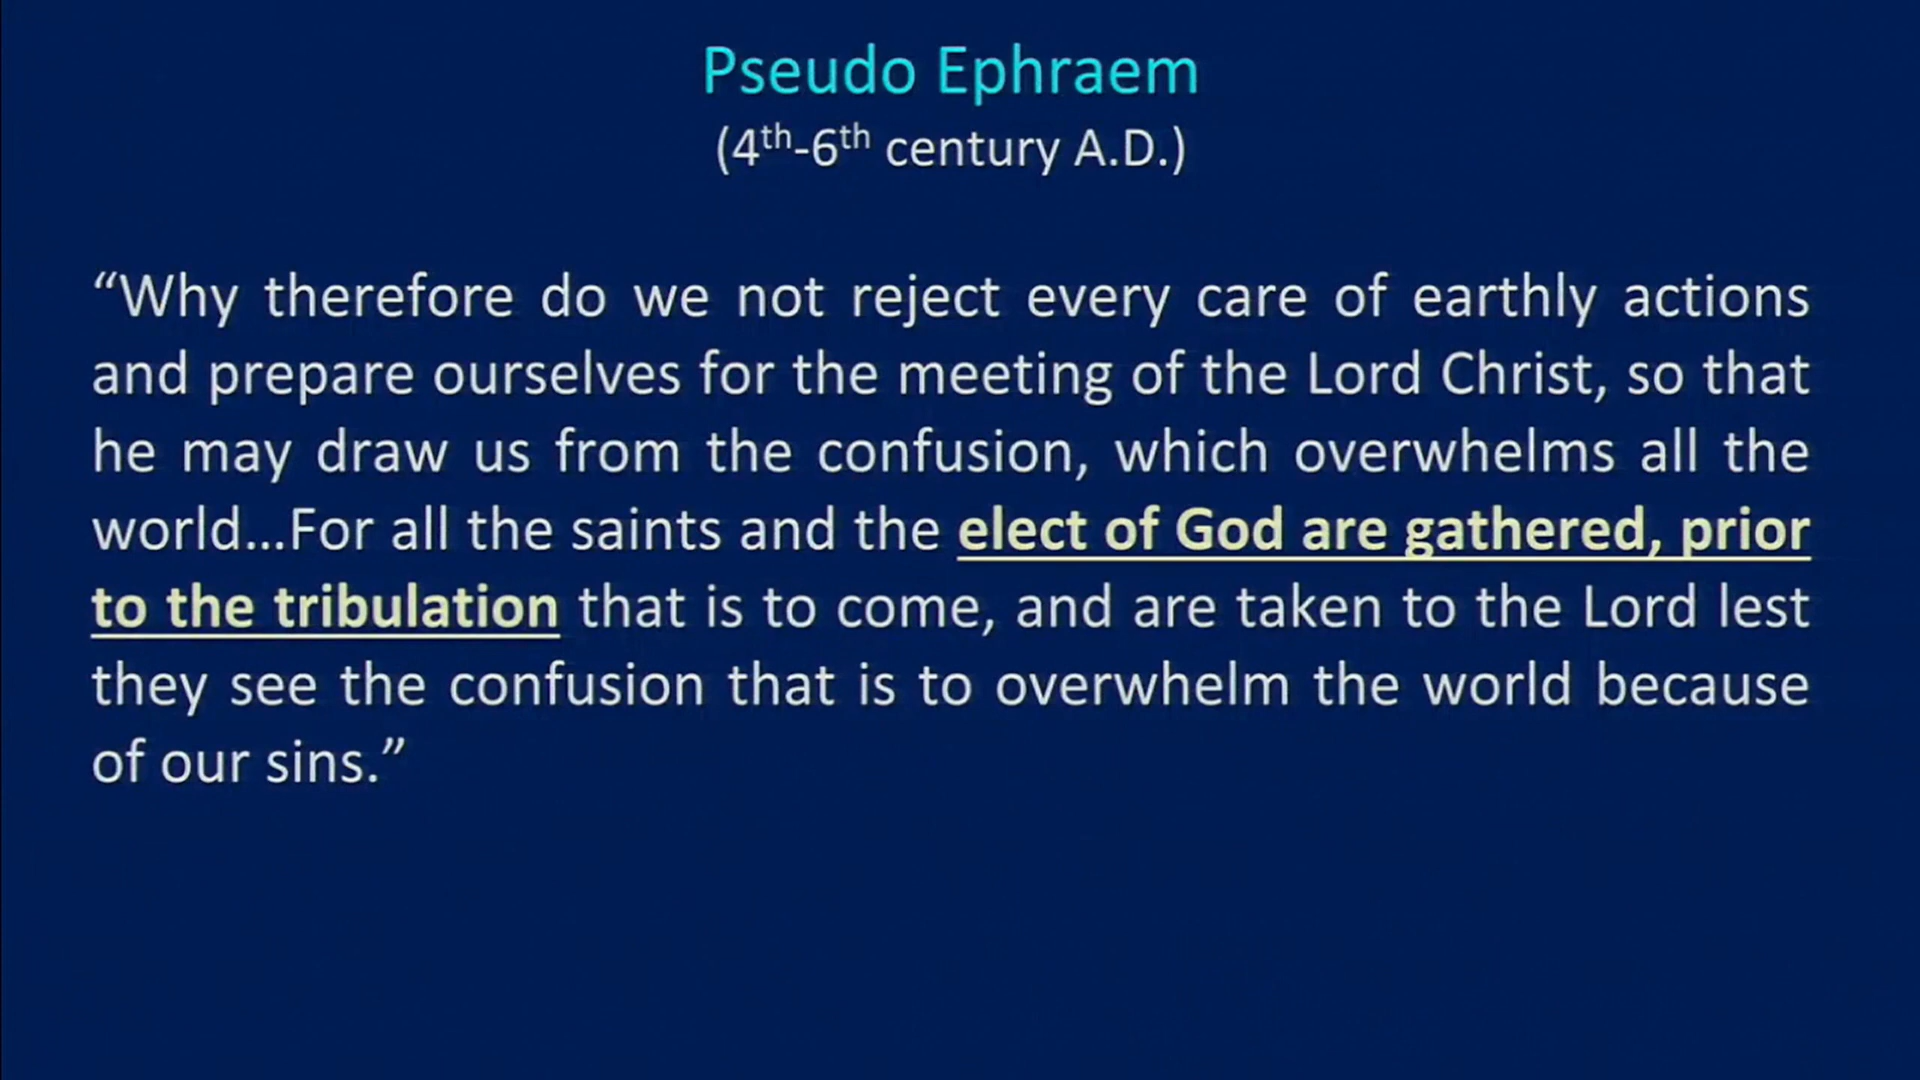 Pseudo Ephraem
(4th-6th century A.D.)
“Why therefore do we not reject every care of earthly actions
and prepare ourselves for the meeting of the Lord Christ, so that
he may draw us from the confusion, which overwhelms all the
world...For all the saints and the elect of God are gathered, prior
to the tribulation that is to come, and are taken to the Lord lest
they see the confusion that is to overwhelm the world because
of our sins.”